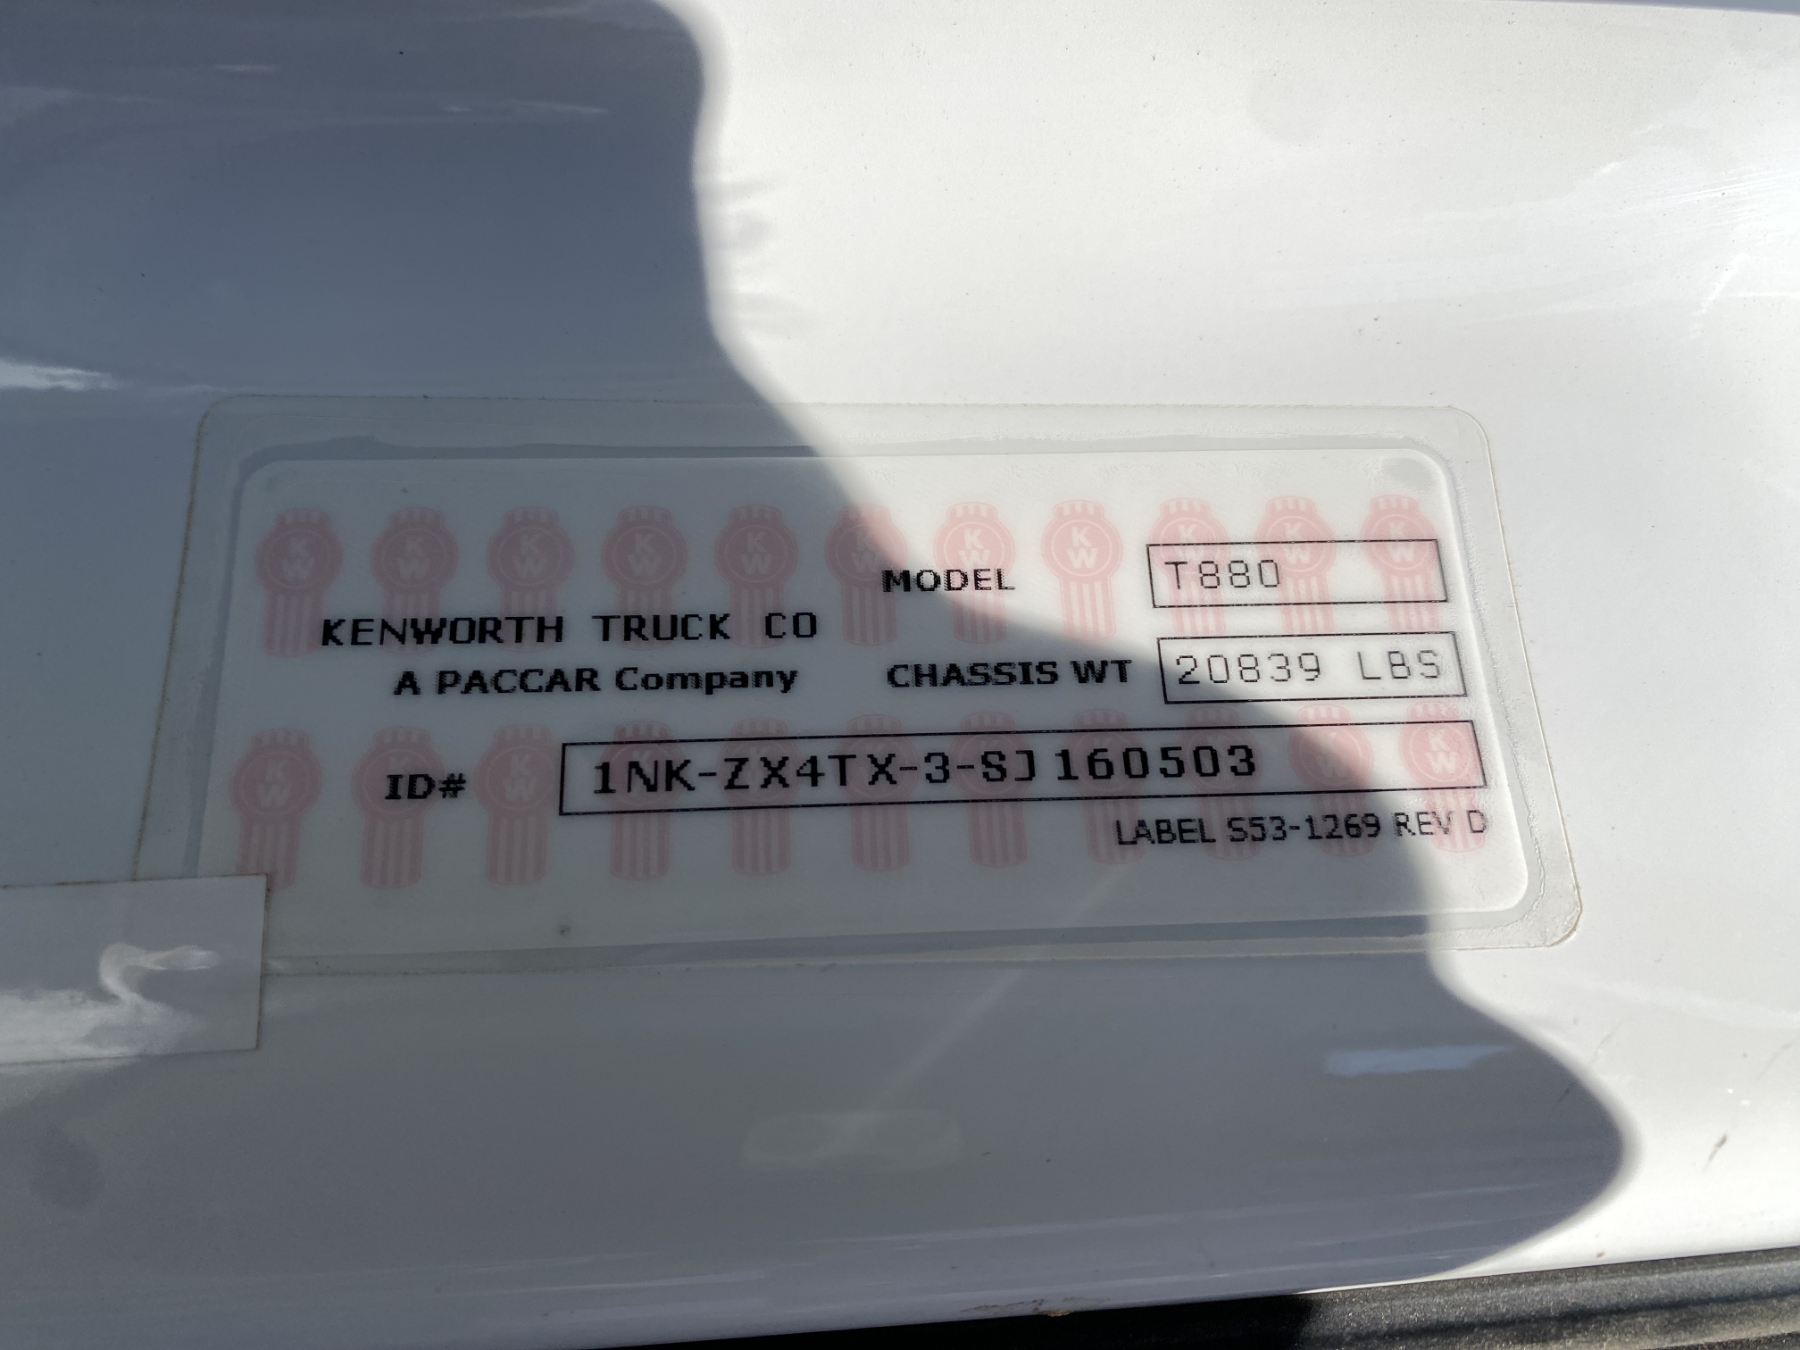 MODEL T880
KENWORTH TRUCK CO
A PACCAR Company
CHASSIS WT 20839 LBS
ID# 1NK-ZX4TX-3-SJ160503
LABEL S53-1269 REV D